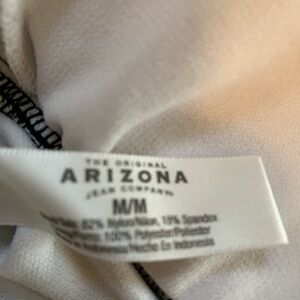 THE ORIGINAL
ARIZONA
JEAN COMPANY
M/M
82% Nylon/Nilon, 18% Spandex
100% Polyester/Poliester
Indonesia/Hecho En Indonesia